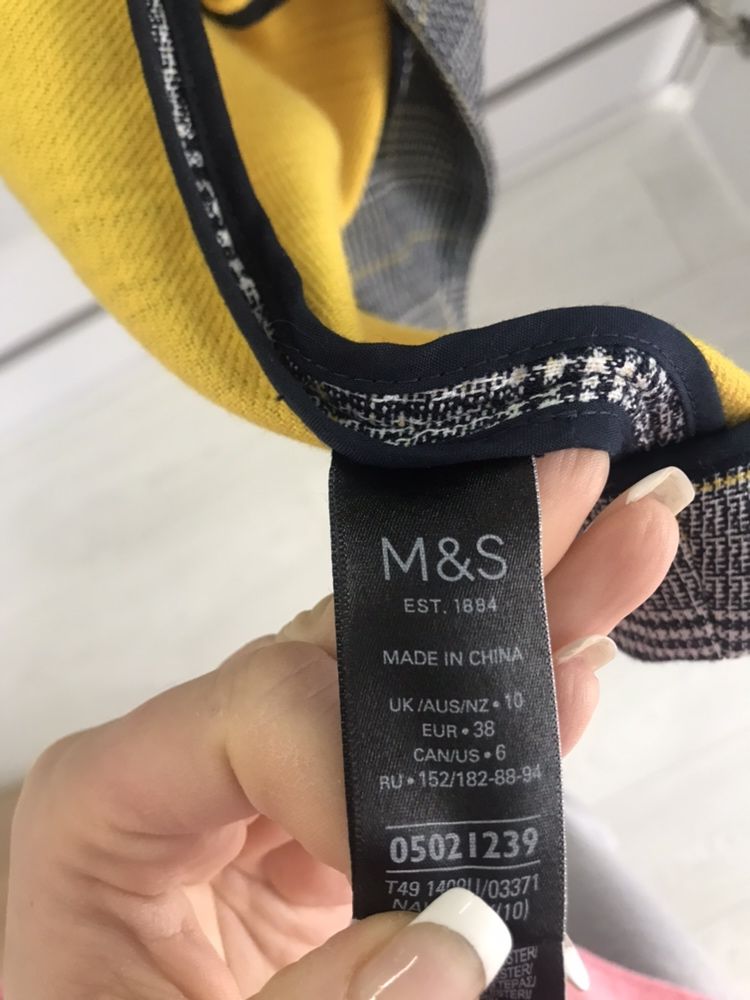 M&S
EST. 1884
MADE IN CHINA
UK/AUS/NZ • 10
EUR • 38
CAN/US • 6
RU • 152/182-88-94
05021239
T49 /03371
/10)